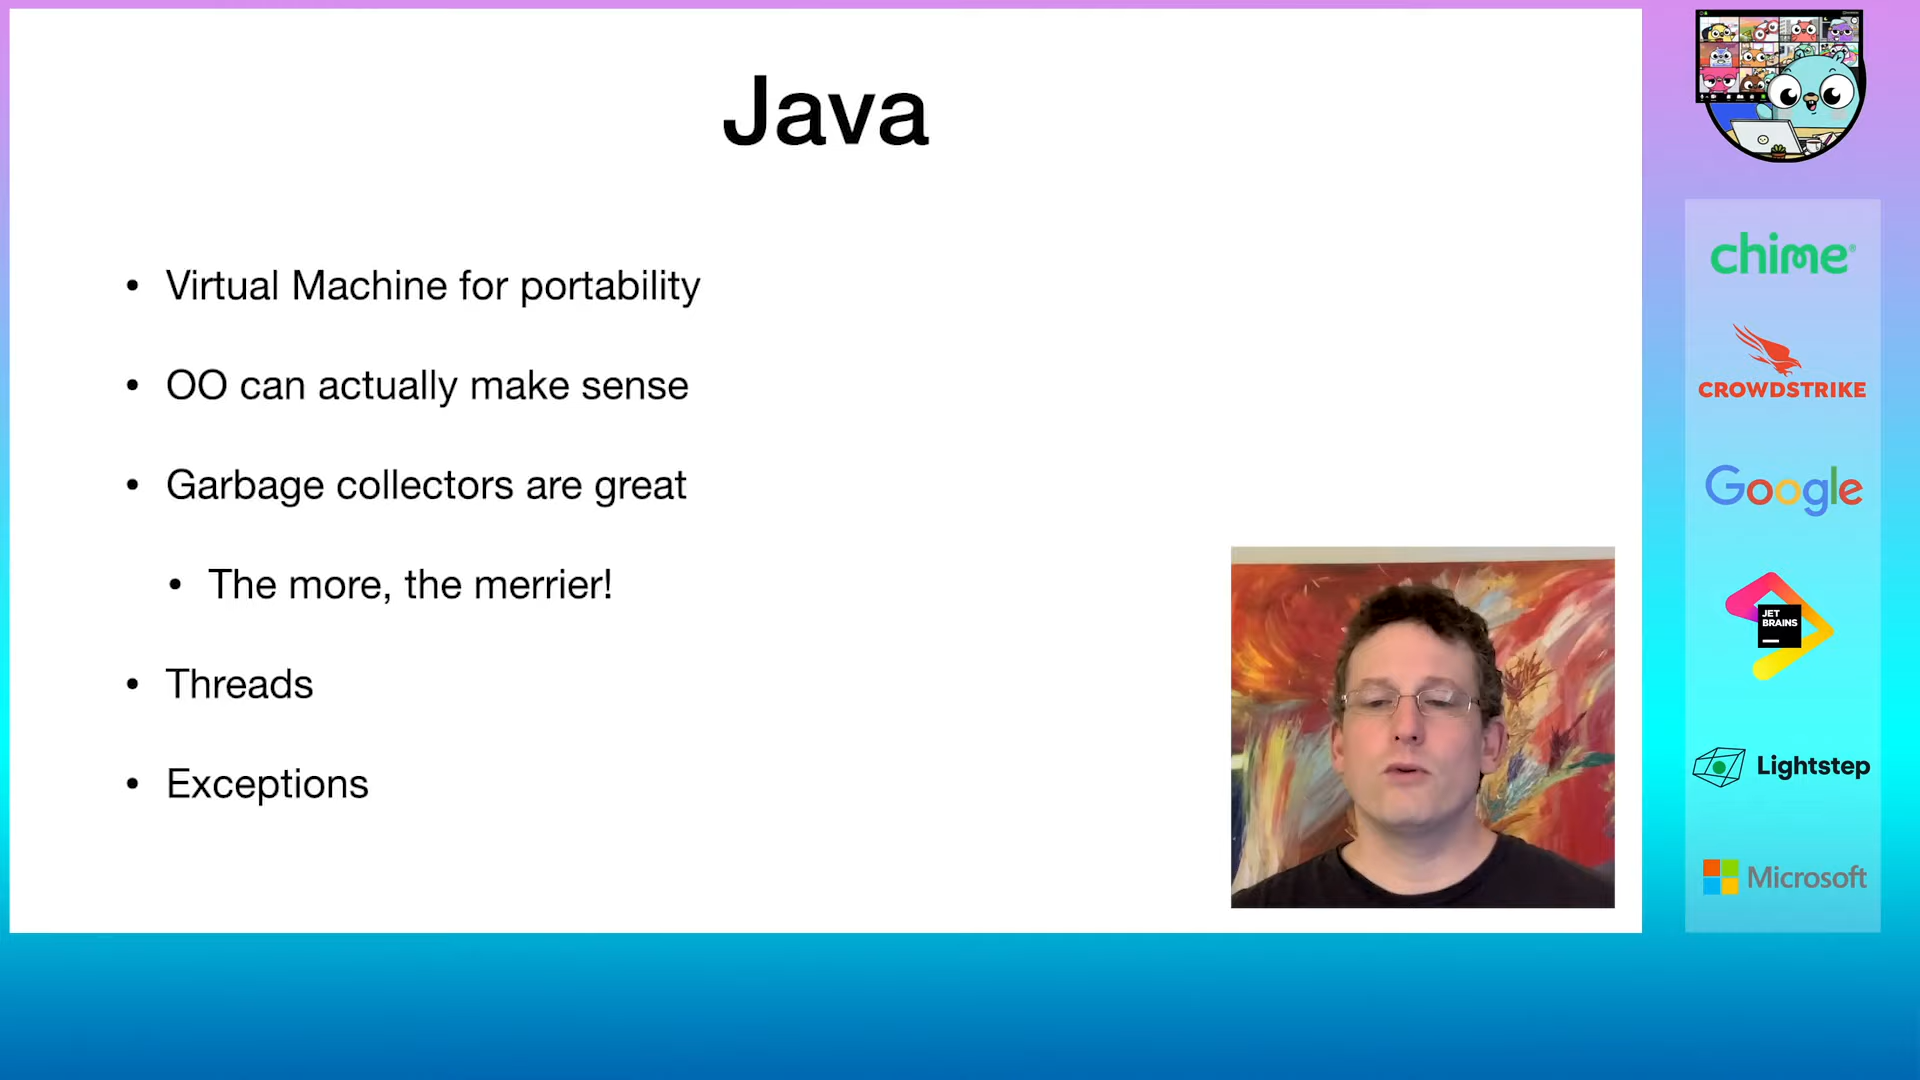 Java
• Virtual Machine for portability
• OO can actually make sense
• Garbage collectors are great
• The more, the merrier!
• Threads
• Exceptions
chime®
CROWDSTRIKE
Google
JET
BRAINS
Lightstep
Microsoft